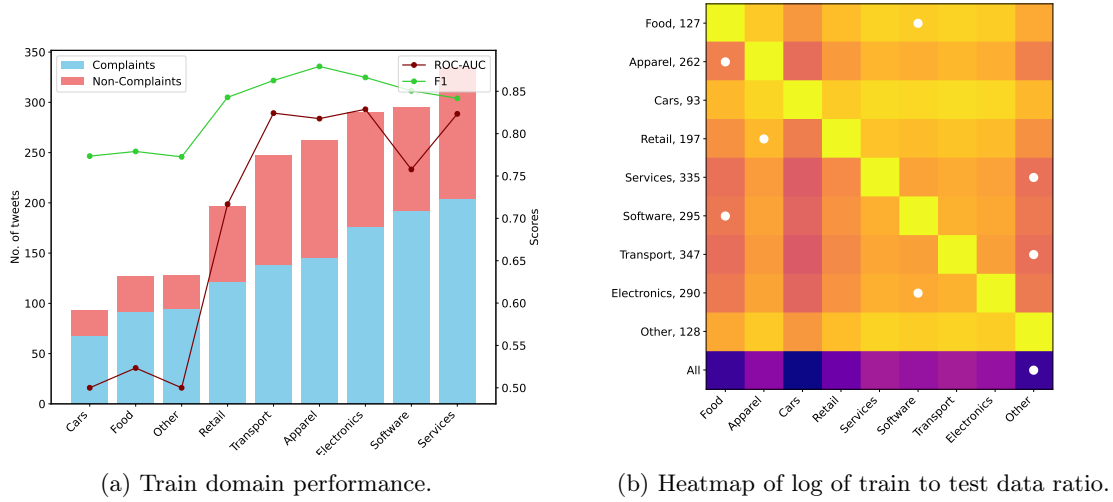 350
300
250
200
150
100
50
0
No. of tweets
Complaints
Non-Complaints
ROC-AUC
F1
0.85
0.80
0.75
0.70
0.65
0.60
0.55
0.50
Scores
Cars
Food
Other
Retail
Transport
Apparel
Electronics
Software
Services
(a) Train domain performance.
Food, 127
Apparel, 262
Cars, 93
Retail, 197
Services, 335
Software, 295
Transport, 347
Electronics, 290
Other, 128
All
Food
Apparel
Cars
Retail
Services
Software
Transport
Electronics
Other
(b) Heatmap of log of train to test data ratio.